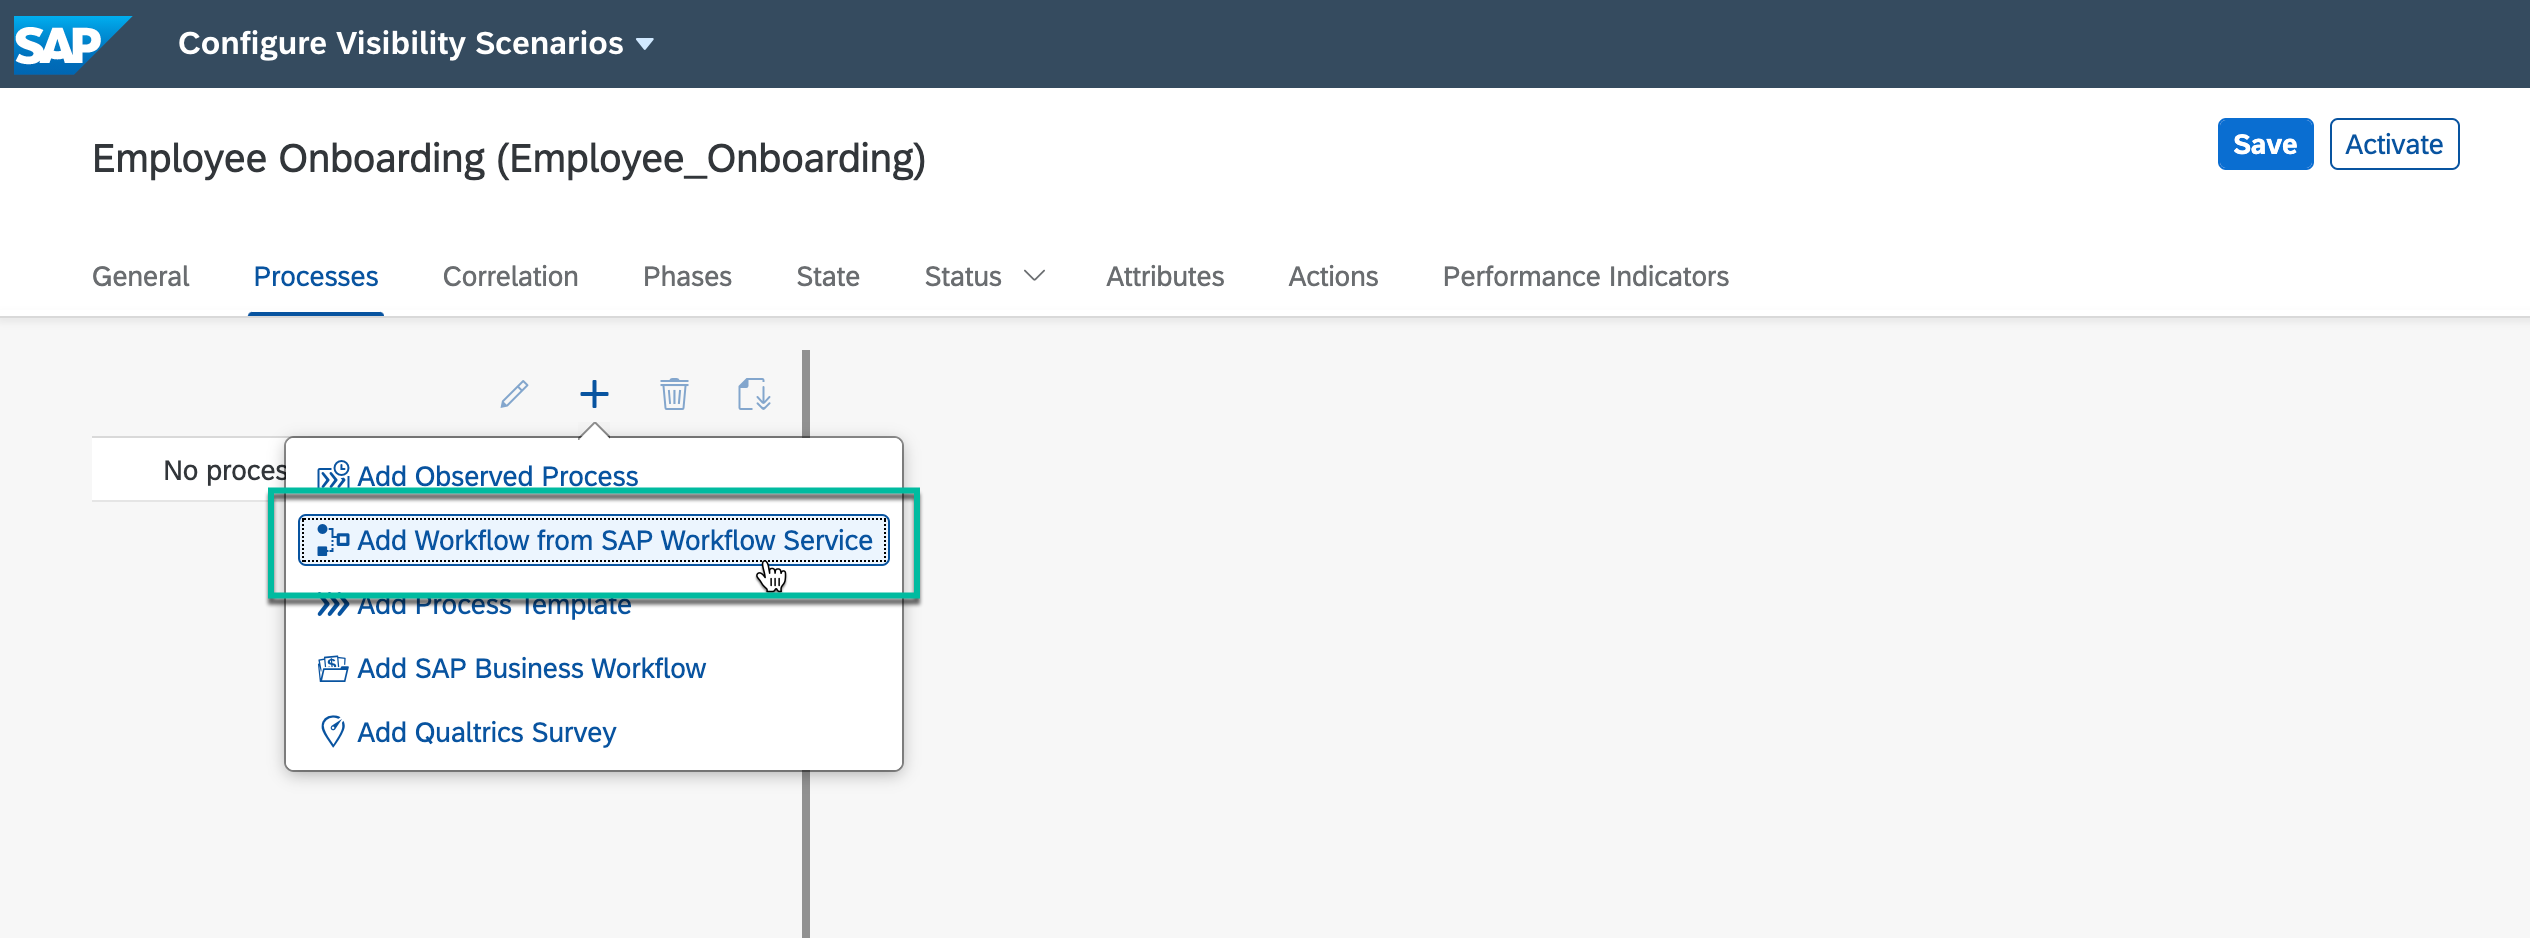 SAP Configure Visibility Scenarios
Employee Onboarding (Employee_Onboarding)
Save Activate
General Processes Correlation Phases State Status Attributes Actions Performance Indicators
No proces
Add Observed Process
Add Workflow from SAP Workflow Service
Add Process Template
Add SAP Business Workflow
Add Qualtrics Survey